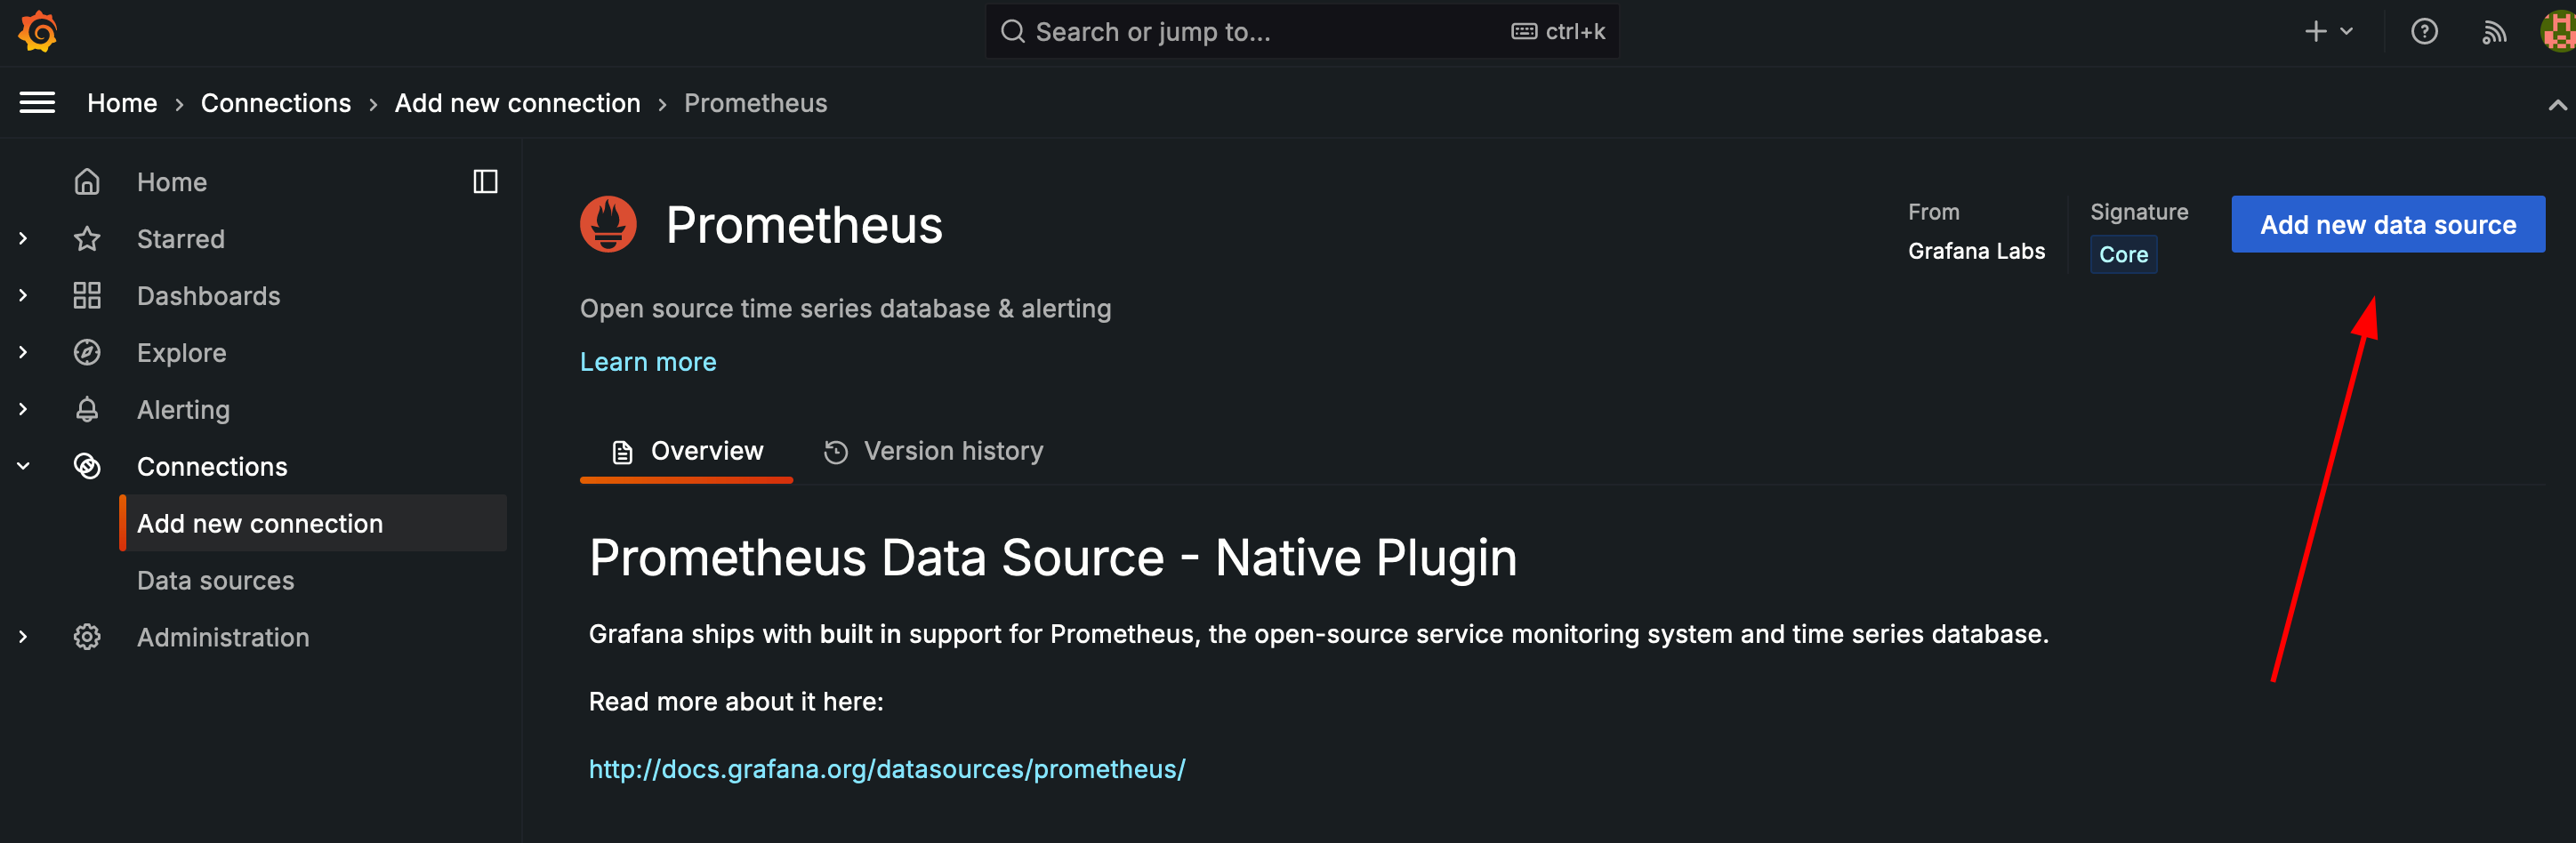 Search or jump to...
ctrl+k
Home
Connections
Add new connection
Prometheus
Home
Starred
Dashboards
Explore
Alerting
Connections
Add new connection
Data sources
Administration
Prometheus
From
Grafana Labs
Signature
Core
Add new data source
Open source time series database & alerting
Learn more
Overview
Version history
Prometheus Data Source - Native Plugin
Grafana ships with built in support for Prometheus, the open-source service monitoring system and time series database.
Read more about it here:
http://docs.grafana.org/datasources/prometheus/